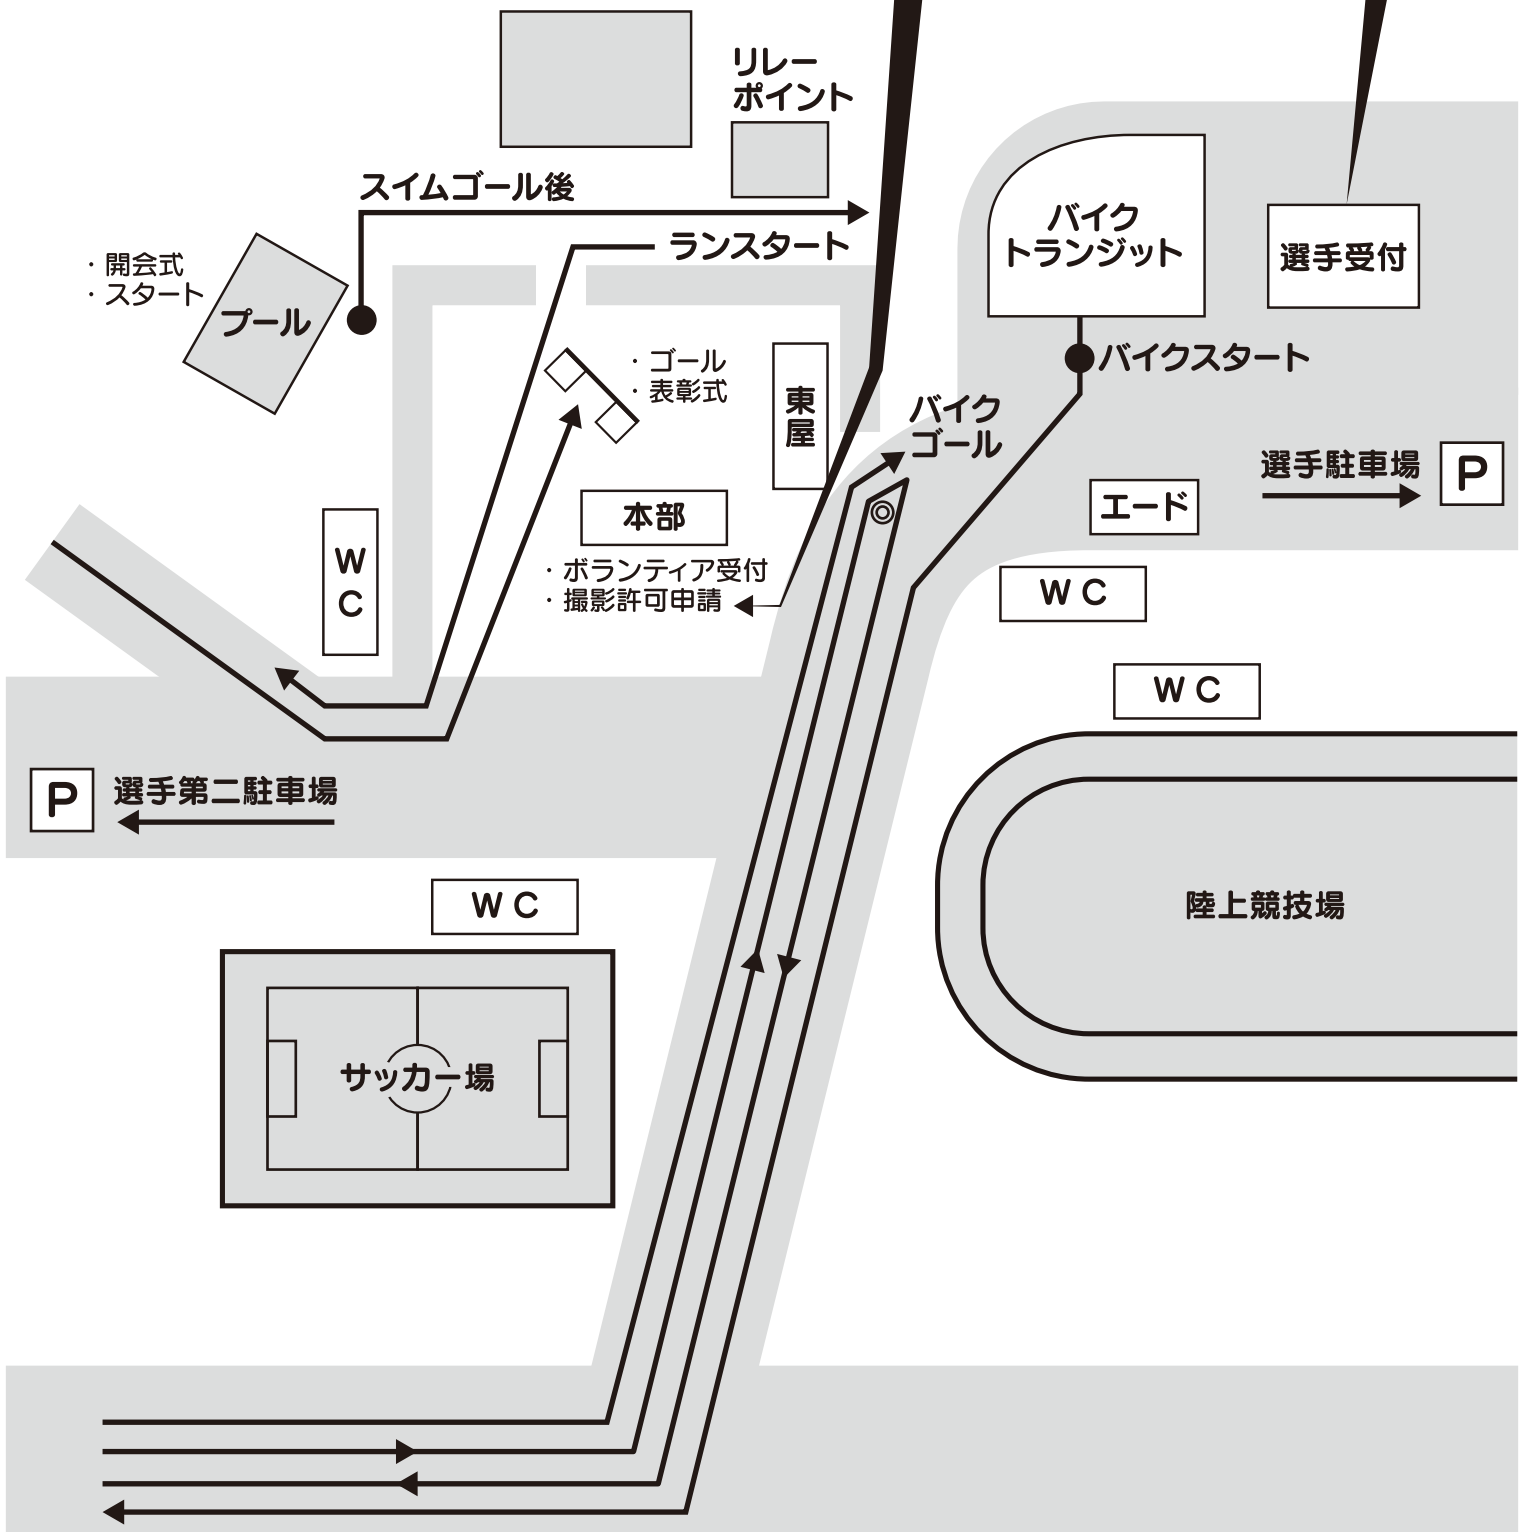 リレー
ポイント
スイムゴール後
ランスタート
・開会式
・スタート
プール
・ゴール
・表彰式
東屋
バイク
トランジット
選手受付
バイクスタート
バイク
ゴール
選手駐車場
P
エード
本部
・ボランティア受付
・撮影許可申請
WC
WC
WC
P
選手第二駐車場
WC
陸上競技場
サッカー場